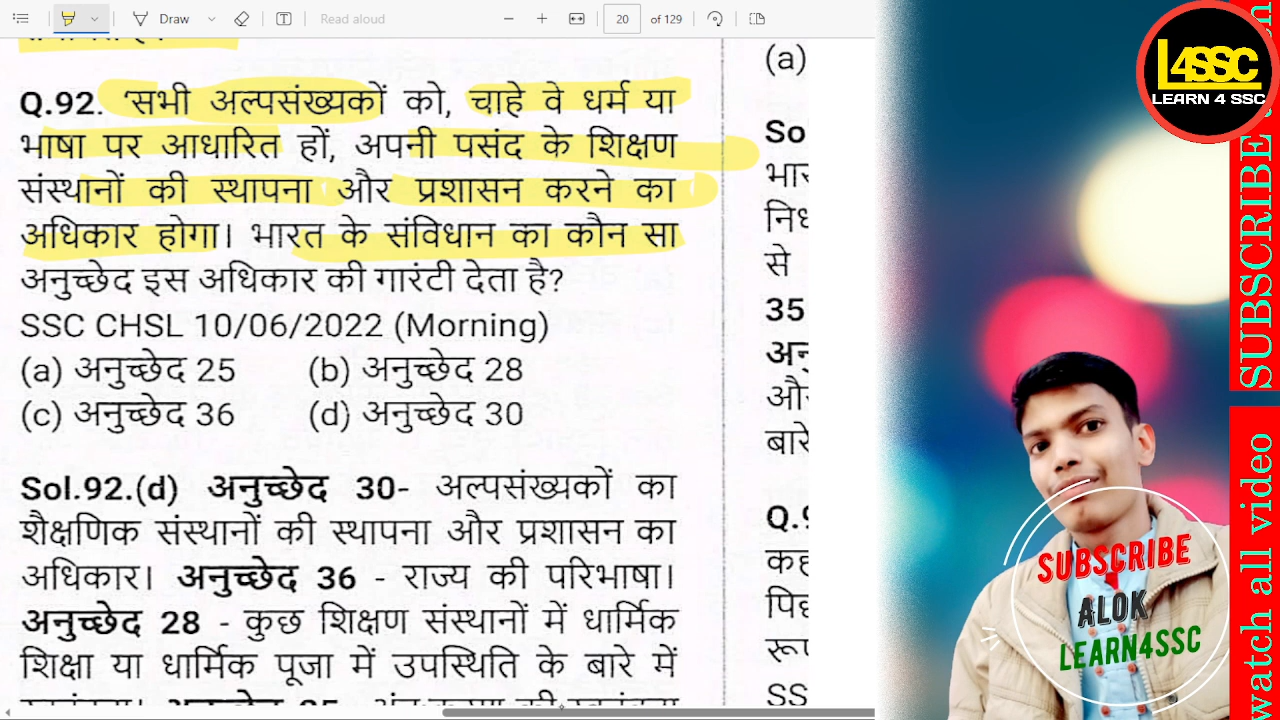 Draw
Read aloud
20 of 129
Q.92. 'सभी अल्पसंख्यकों को, चाहे वे धर्म या
भाषा पर आधारित हों, अपनी पसंद के शिक्षण
संस्थानों की स्थापना और प्रशासन करने का
अधिकार होगा। भारत के संविधान का कौन सा
अनुच्छेद इस अधिकार की गारंटी देता है?
SSC CHSL 10/06/2022 (Morning)
(a) अनुच्छेद 25 (b) अनुच्छेद 28
(c) अनुच्छेद 36 (d) अनुच्छेद 30
Sol.92.(d) अनुच्छेद 30- अल्पसंख्यकों का
शैक्षणिक संस्थानों की स्थापना और प्रशासन का
अधिकार। अनुच्छेद 36 - राज्य की परिभाषा।
अनुच्छेद 28 - कुछ शिक्षण संस्थानों में धार्मिक
शिक्षा या धार्मिक पूजा में उपस्थिति के बारे में
(a)
So
से
35
बारे
SS
L4SSC
LEARN 4 SSC
SUBSCRIBE
watch all video
SUBSCRIBE
ALOK
LEARN4SSC